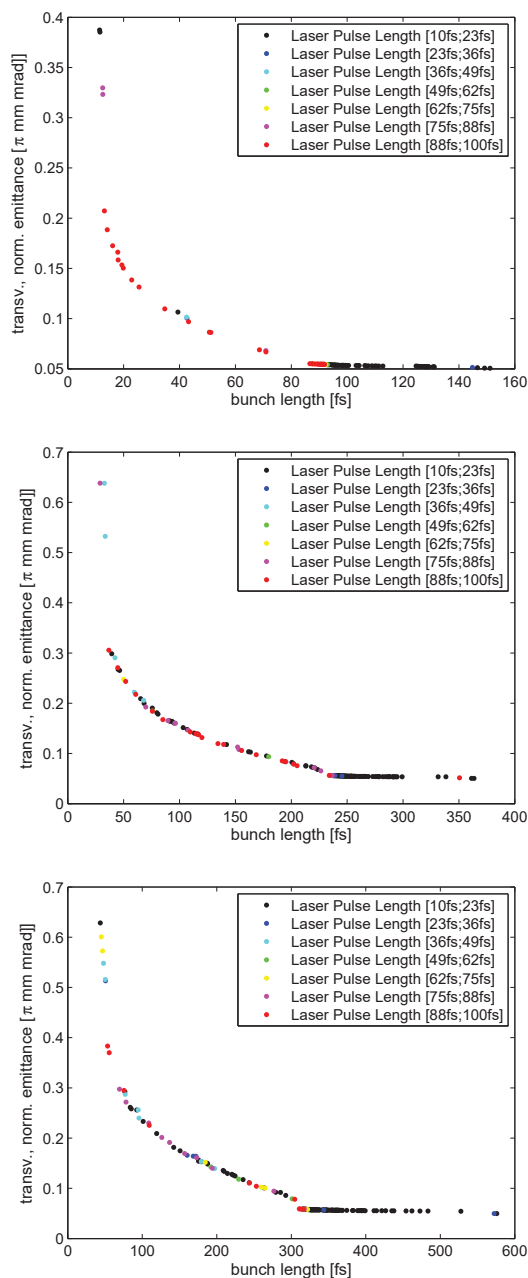 0.4
0.35
0.3
0.25
0.2
0.15
0.1
0.05
transv., norm. emittance [π mm mrad]]
Laser Pulse Length [10fs;23fs]
Laser Pulse Length [23fs;36fs]
Laser Pulse Length [36fs;49fs]
Laser Pulse Length [49fs;62fs]
Laser Pulse Length [62fs;75fs]
Laser Pulse Length [75fs;88fs]
Laser Pulse Length [88fs;100fs]
0 20 40 60 80 100 120 140 160
bunch length [fs]
0.7
0.6
0.5
0.4
0.3
0.2
0.1
0
transv., norm. emittance [π mm mrad]]
Laser Pulse Length [10fs;23fs]
Laser Pulse Length [23fs;36fs]
Laser Pulse Length [36fs;49fs]
Laser Pulse Length [49fs;62fs]
Laser Pulse Length [62fs;75fs]
Laser Pulse Length [75fs;88fs]
Laser Pulse Length [88fs;100fs]
0 50 100 150 200 250 300 350 400
bunch length [fs]
0.7
0.6
0.5
0.4
0.3
0.2
0.1
0
transv., norm. emittance [π mm mrad]]
Laser Pulse Length [10fs;23fs]
Laser Pulse Length [23fs;36fs]
Laser Pulse Length [36fs;49fs]
Laser Pulse Length [49fs;62fs]
Laser Pulse Length [62fs;75fs]
Laser Pulse Length [75fs;88fs]
Laser Pulse Length [88fs;100fs]
0 100 200 300 400 500 600
bunch length [fs]